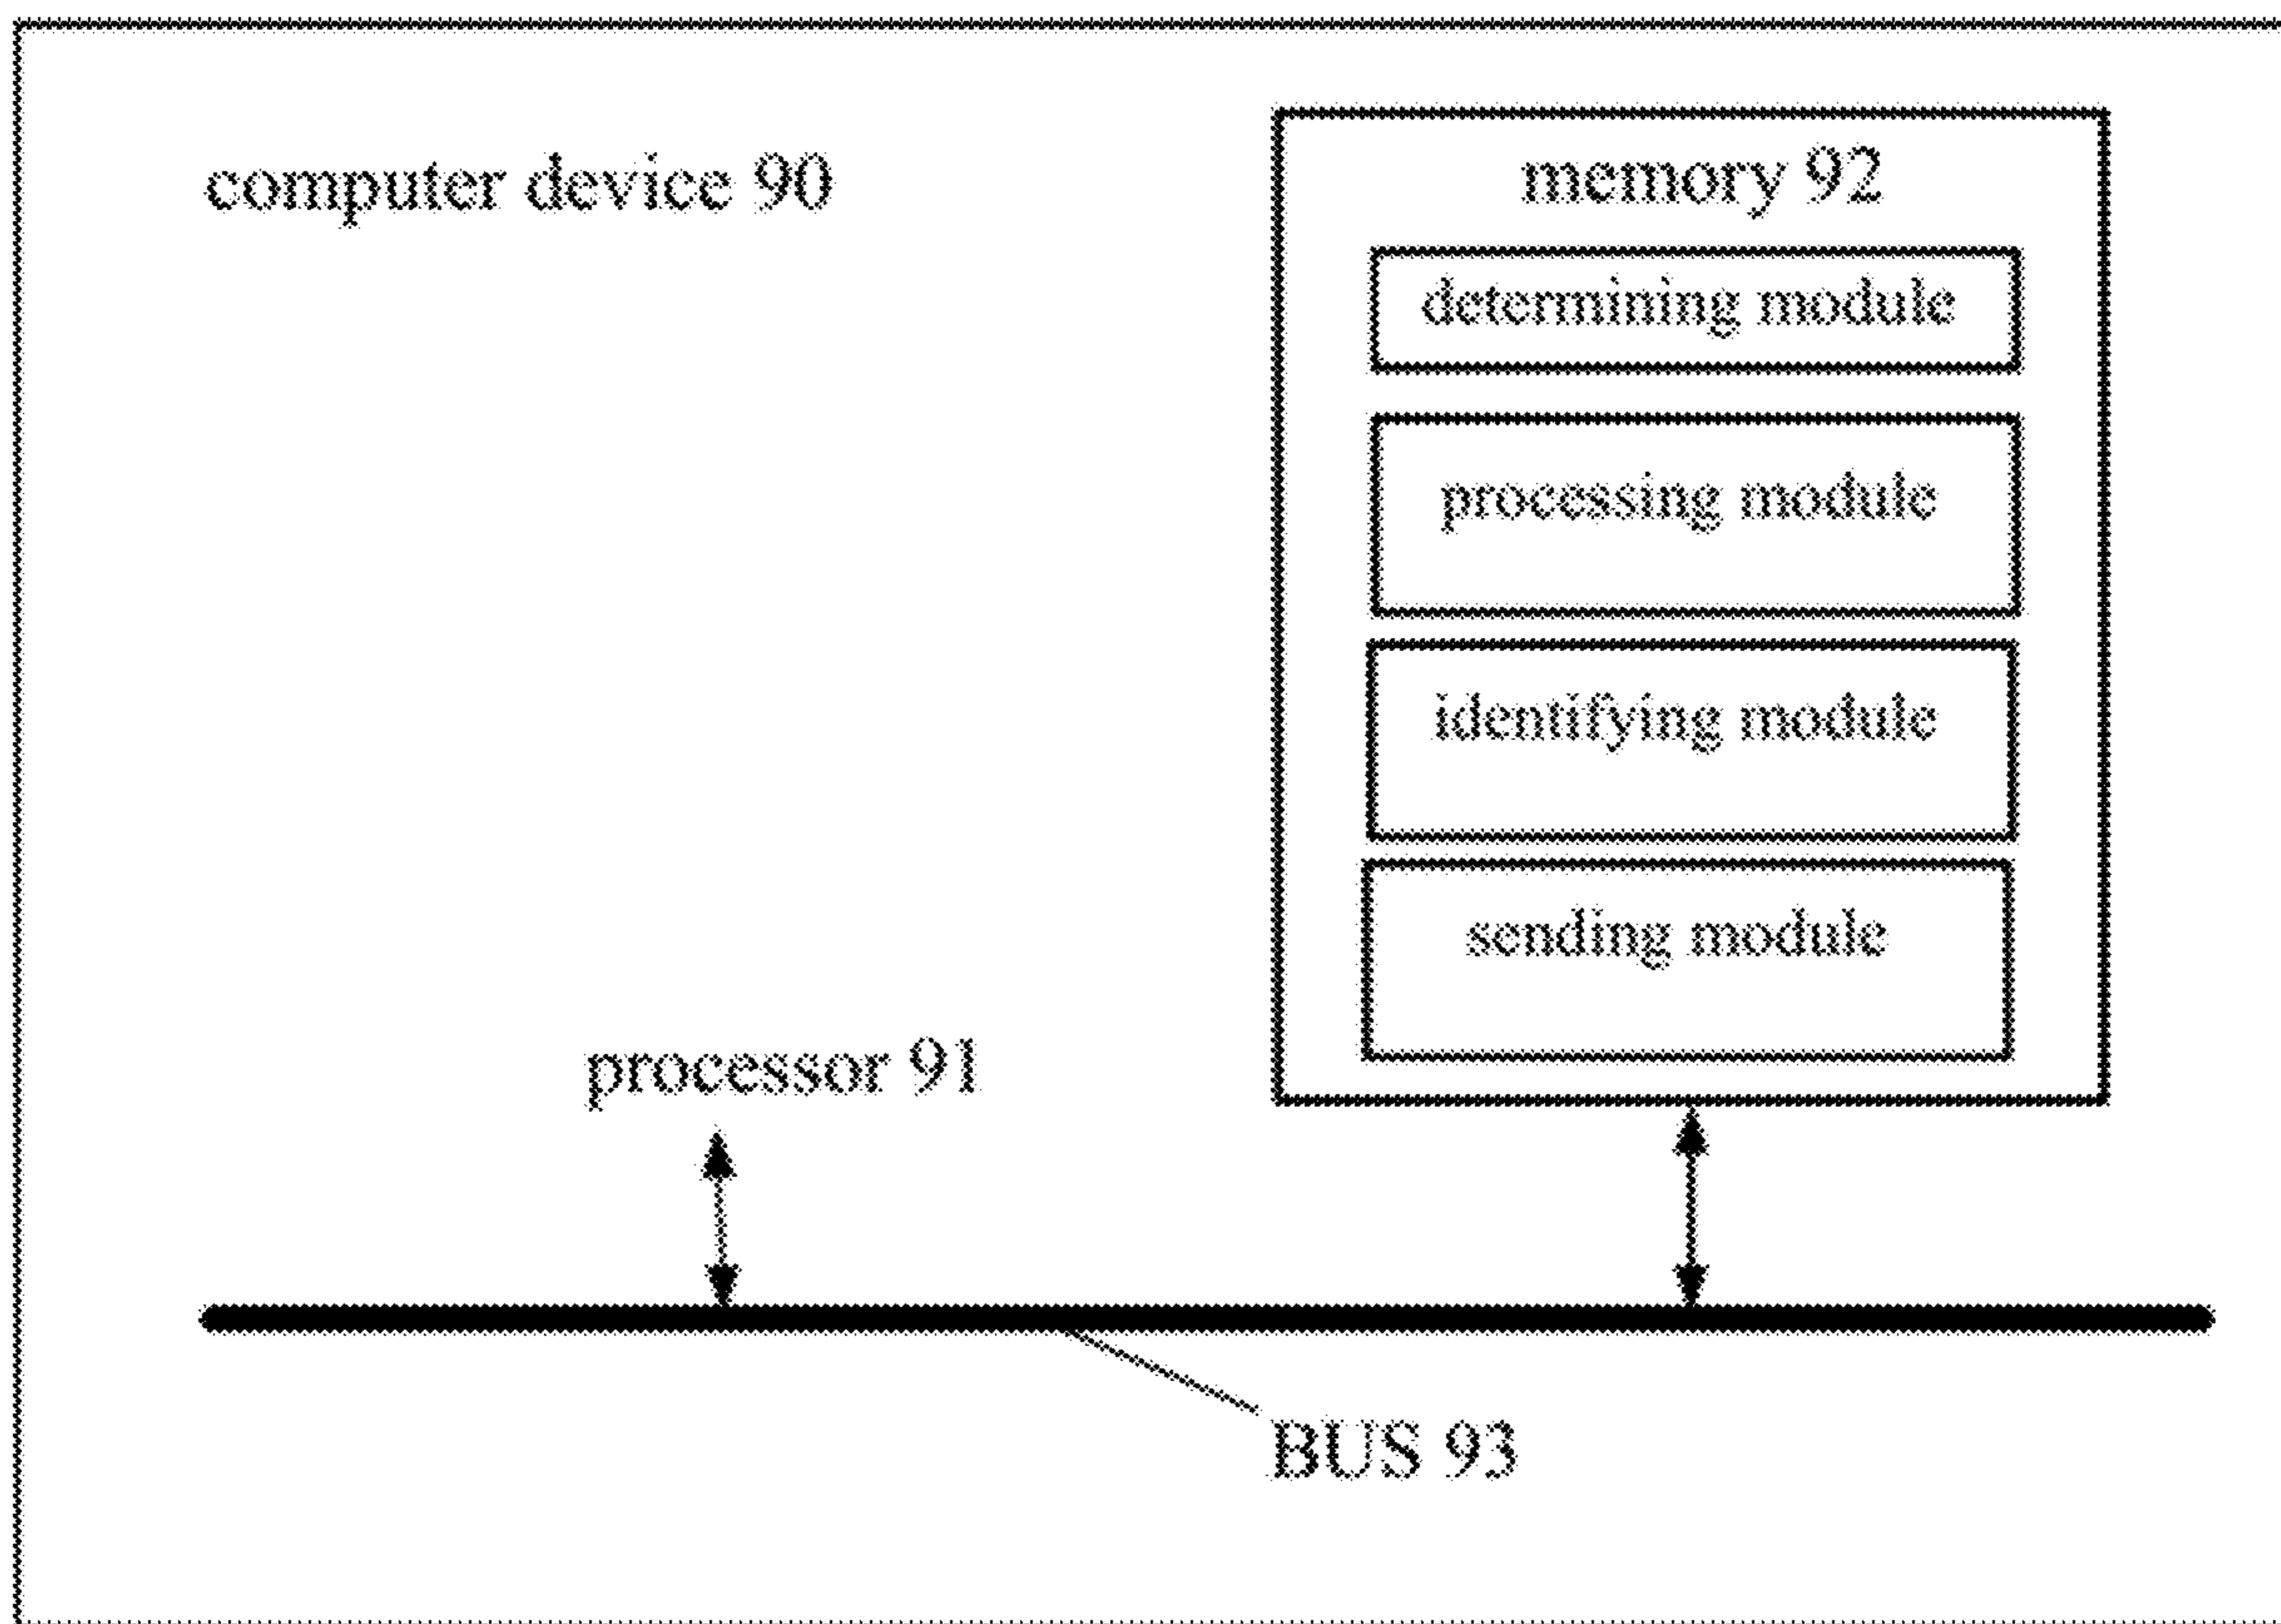 computer device 90
memory 92
determining module
processing module
identifying module
sending module
processor 91
BUS 93